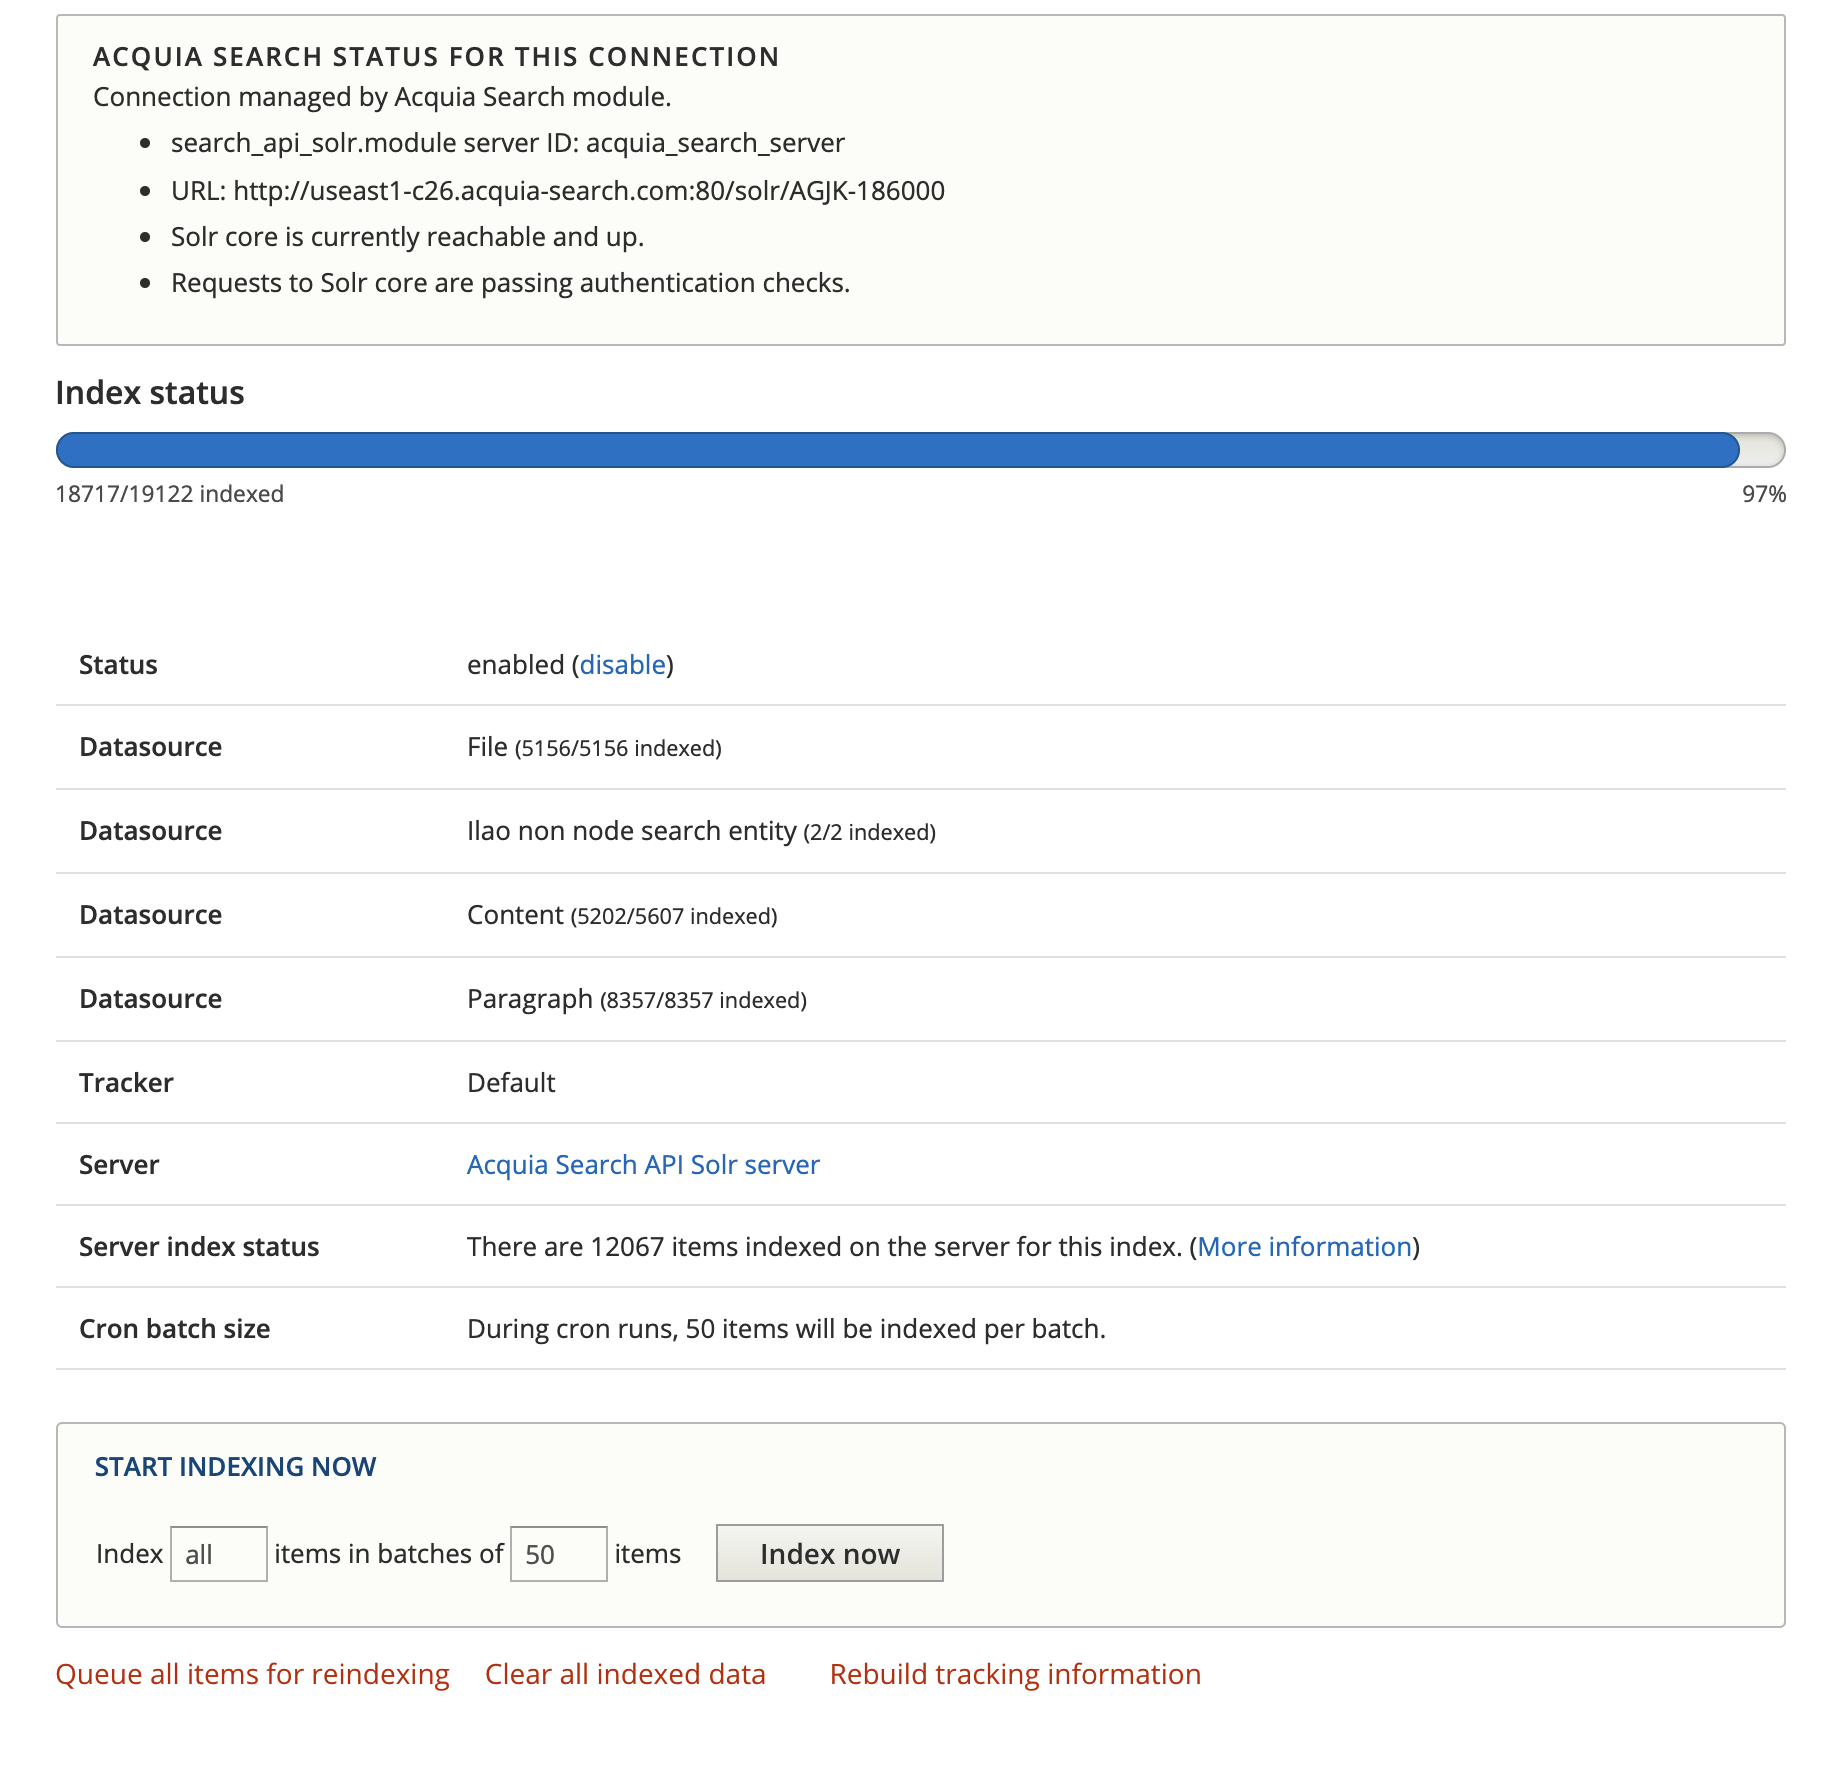 ACQUIA SEARCH STATUS FOR THIS CONNECTION
Connection managed by Acquia Search module.
search_api_solr.module server ID: acquia_search_server
URL: http://useast1-c26.acquia-search.com:80/solr/AGJK-186000
Solr core is currently reachable and up.
Requests to Solr core are passing authentication checks.
Index status
18717/19122 indexed 97%
Status enabled (disable)
Datasource File (5156/5156 indexed)
Datasource Ilao non node search entity (2/2 indexed)
Datasource Content (5202/5607 indexed)
Datasource Paragraph (8357/8357 indexed)
Tracker Default
Server Acquia Search API Solr server
Server index status There are 12067 items indexed on the server for this index. (More information)
Cron batch size During cron runs, 50 items will be indexed per batch.
START INDEXING NOW
Index all items in batches of 50 items Index now
Queue all items for reindexing Clear all indexed data Rebuild tracking information